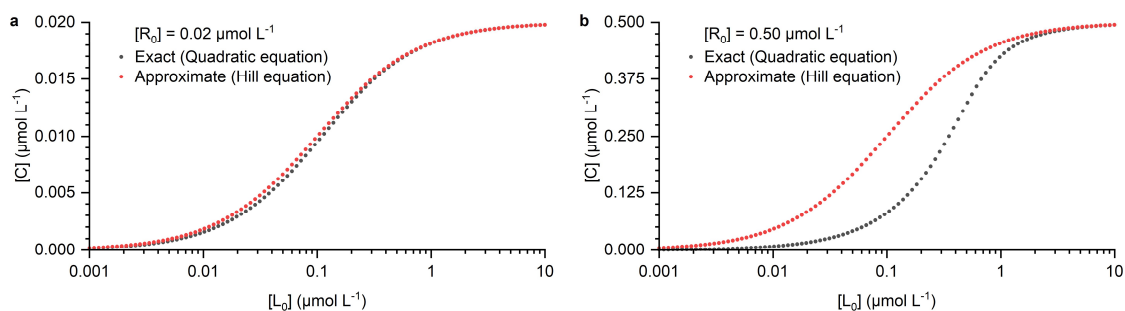 a
[R₀] = 0.02 µmol L⁻¹
Exact (Quadratic equation)
Approximate (Hill equation)
[C] (µmol L⁻¹)
0.020
0.015
0.010
0.005
0.000
0.001 0.01 0.1 1 10
[L₀] (µmol L⁻¹)
b
[R₀] = 0.50 µmol L⁻¹
Exact (Quadratic equation)
Approximate (Hill equation)
[C] (µmol L⁻¹)
0.500
0.375
0.250
0.125
0.000
0.001 0.01 0.1 1 10
[L₀] (µmol L⁻¹)